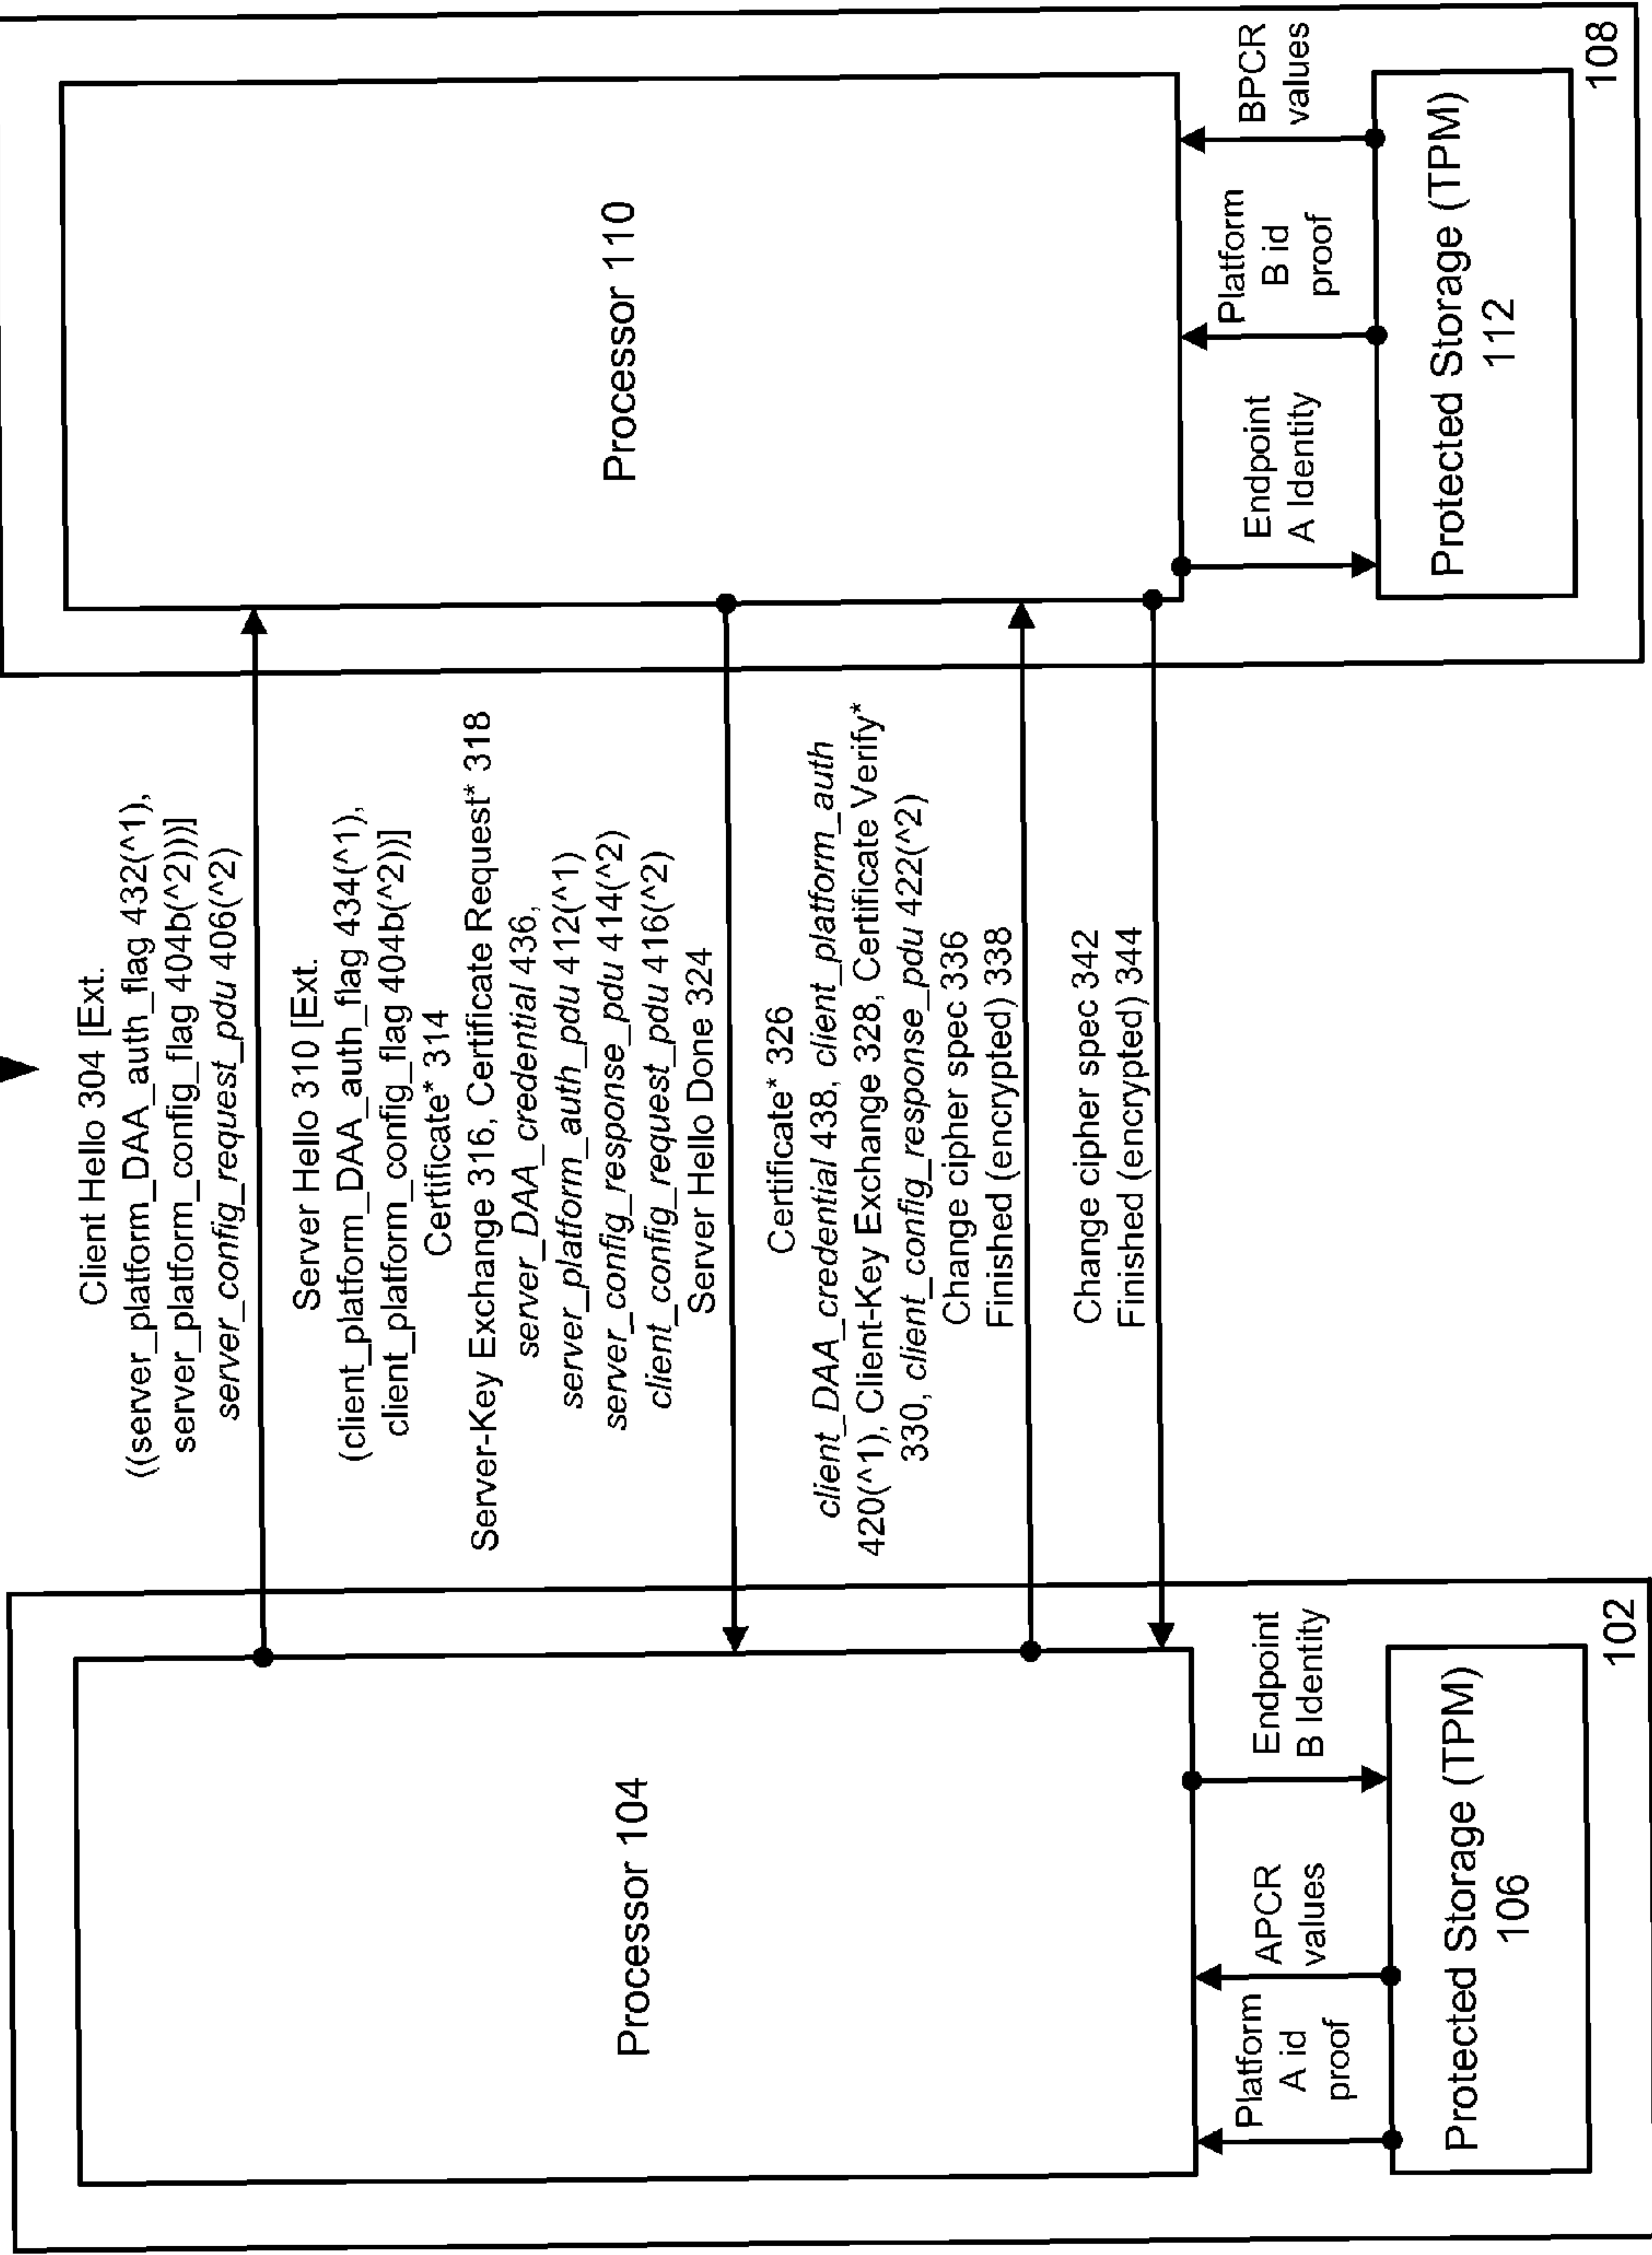 Client Hello 304 [Ext.
((server_platform_DAA_auth_flag 432(^1),
server_platform_config_flag 404b(^2)))]
server_config_request_pdu 406(^2)
Server Hello 310 [Ext.
(client_platform_DAA_auth_flag 434(^1),
client_platform_config_flag 404b(^2))]
Certificate* 314
Server-Key Exchange 316, Certificate Request* 318
server_DAA_credential 436,
server_platform_auth_pdu 412(^1)
server_config_response_pdu 414(^2)
client_config_request_pdu 416(^2)
Server Hello Done 324
Certificate* 326
client_DAA_credential 438, client_platform_auth
420(^1), Client-Key Exchange 328, Certificate Verify*
330, client_config_response_pdu 422(^2)
Change cipher spec 336
Finished (encrypted) 338
Change cipher spec 342
Finished (encrypted) 344
Processor 104
Platform
A id
proof
APCR
values
Endpoint
B Identity
Protected Storage (TPM)
106
102
Processor 110
Endpoint
A Identity
Platform
B id
proof
BPCR
values
Protected Storage (TPM)
112
108